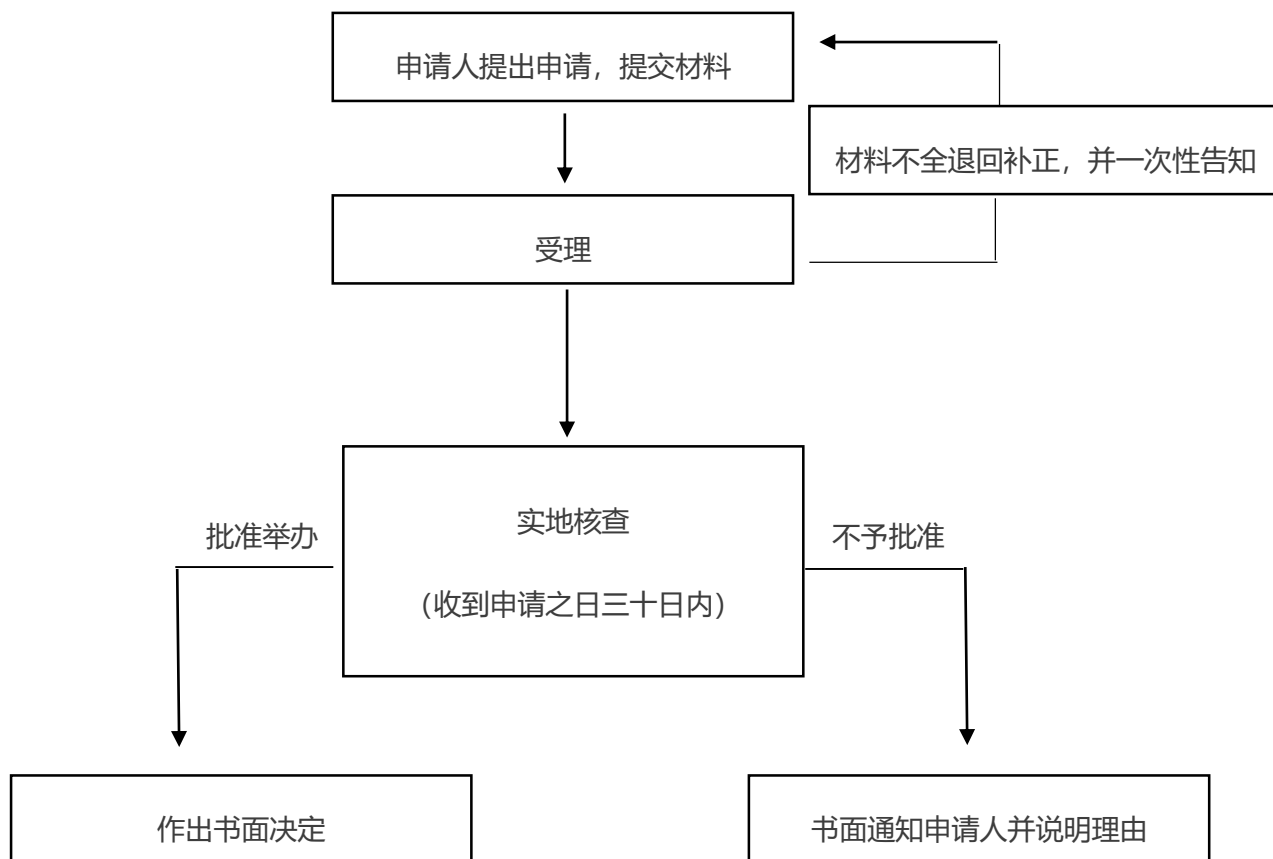 申请人提出申请，提交材料
材料不全退回补正，并一次性告知
受理
实地核查
（收到申请之日三十日内）
批准举办
不予批准
作出书面决定
书面通知申请人并说明理由